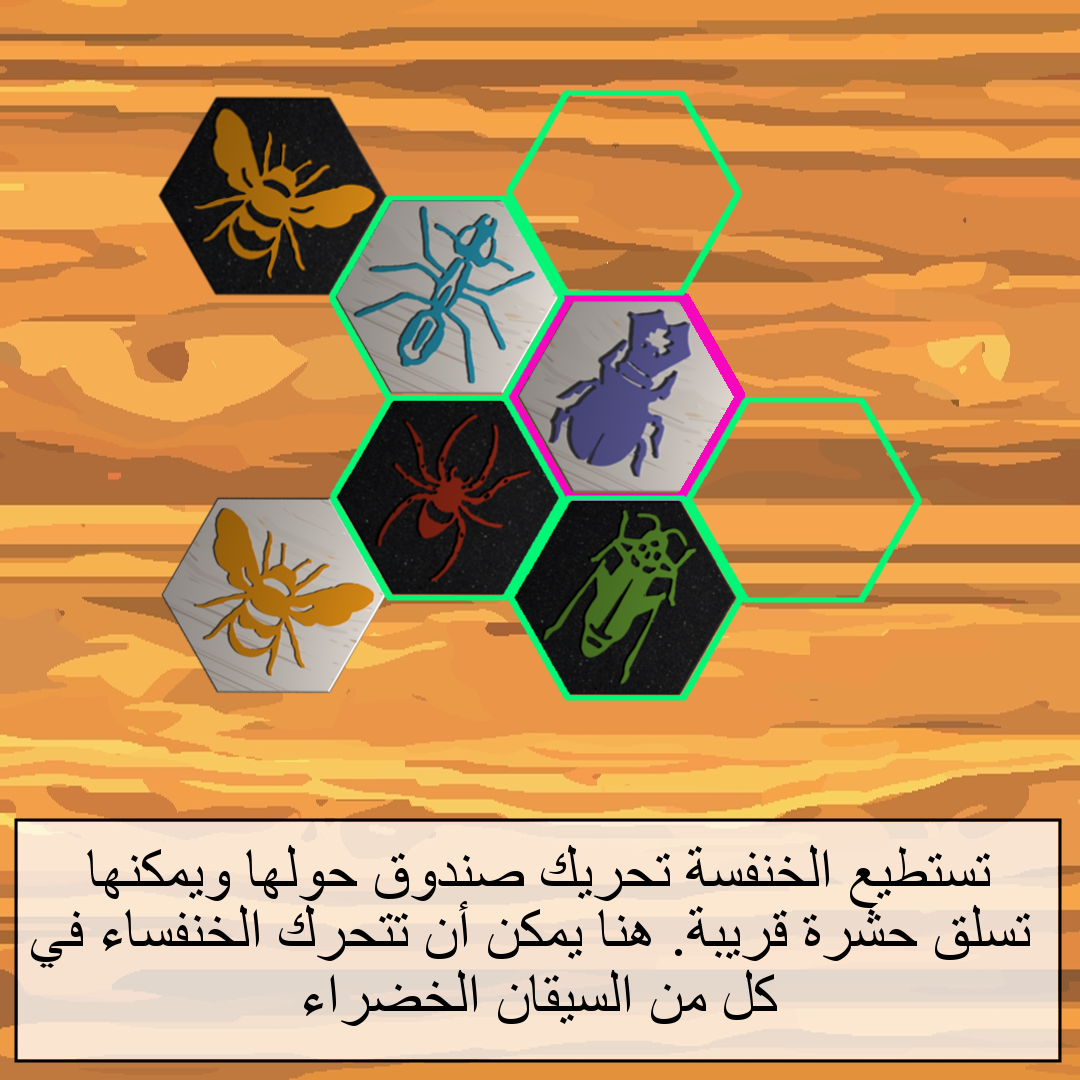 تستطيع الخنفسة تحريك صندوق حولها ويمكنها
تسلق حشرة قريبة. هنا يمكن أن تتحرك الخنفساء في
كل من السيقان الخضراء